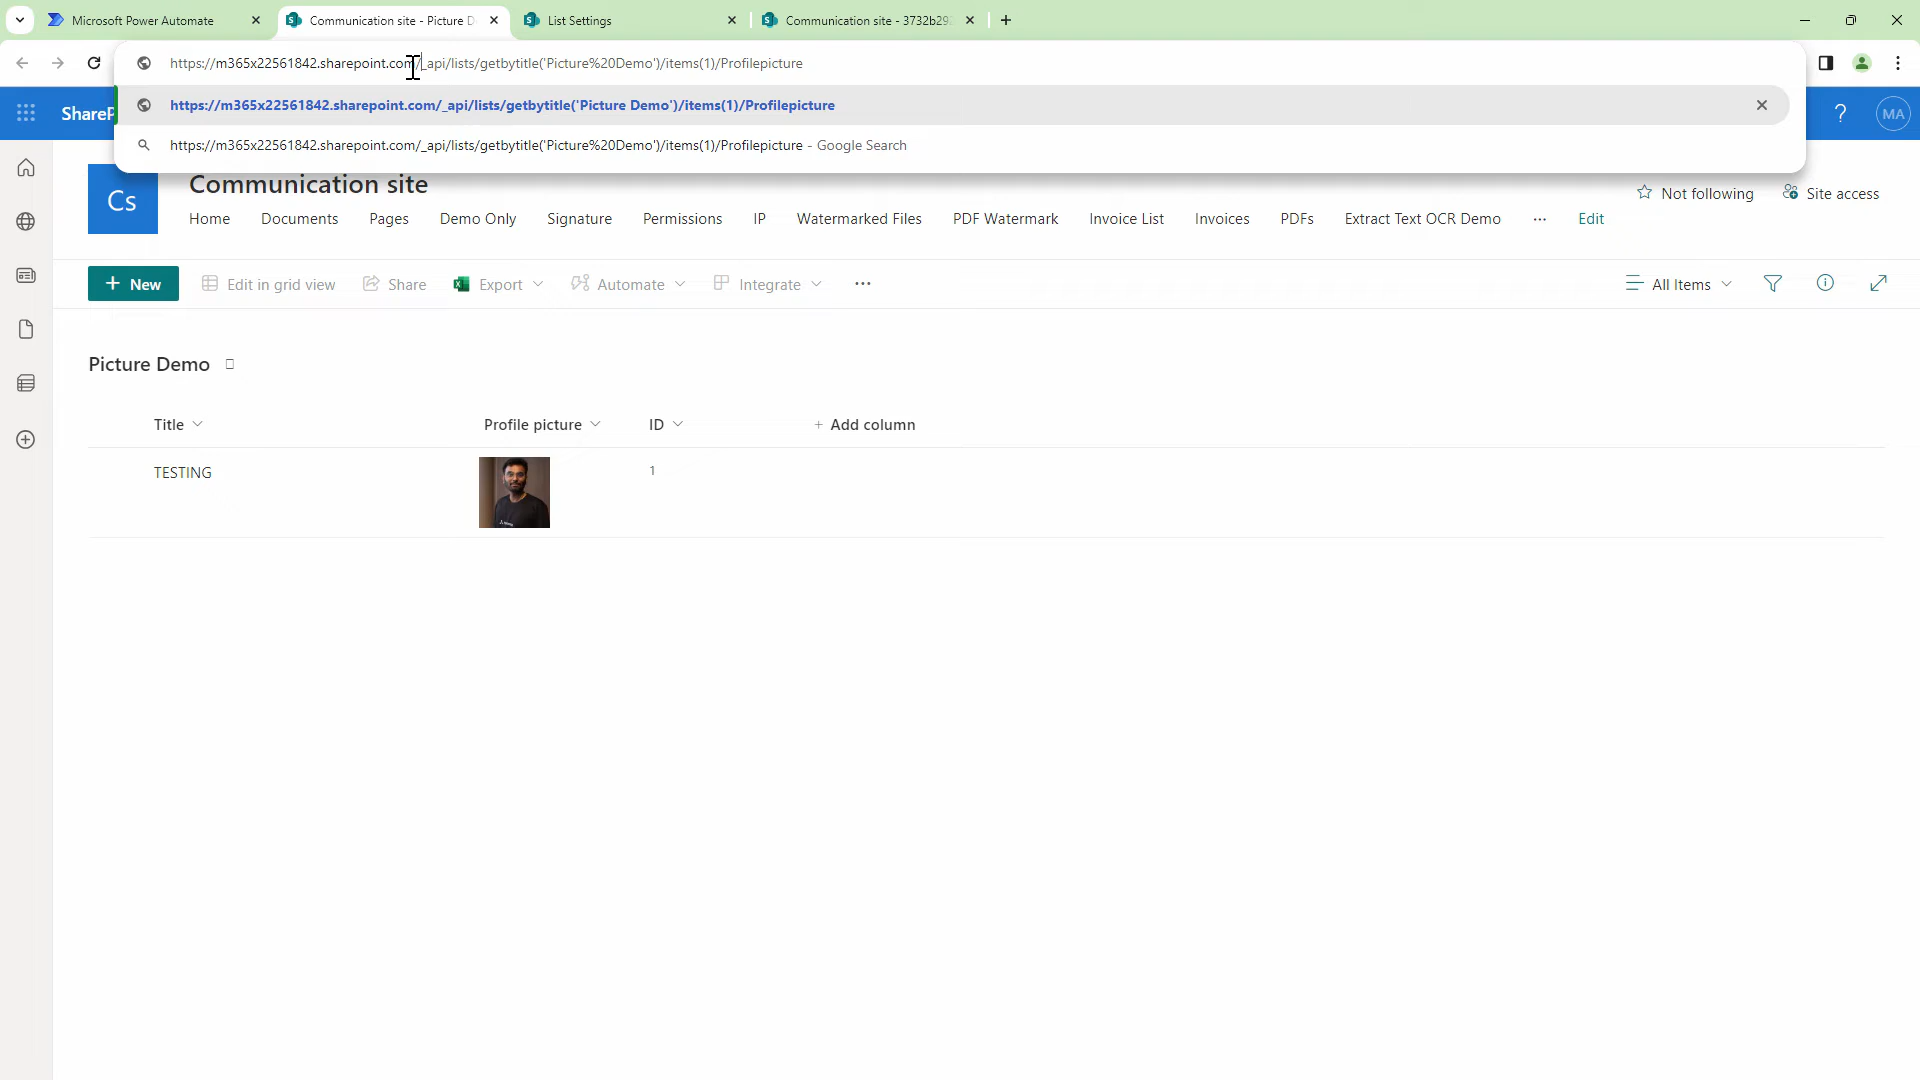 Microsoft Power Automate
Communication site - Picture D
List Settings
Communication site - 3732b29
https://m365x22561842.sharepoint.com/_api/lists/getbytitle('Picture%20Demo')/items(1)/Profilepicture
https://m365x22561842.sharepoint.com/_api/lists/getbytitle('Picture Demo')/items(1)/Profilepicture
https://m365x22561842.sharepoint.com/_api/lists/getbytitle('Picture%20Demo')/items(1)/Profilepicture - Google Search
ShareP
? MA
Cs
Communication site
Not following Site access
Home Documents Pages Demo Only Signature Permissions IP Watermarked Files PDF Watermark Invoice List Invoices PDFs Extract Text OCR Demo ... Edit
+ New Edit in grid view Share Export Automate Integrate ... All Items
Picture Demo
Title Profile picture ID + Add column
TESTING 1